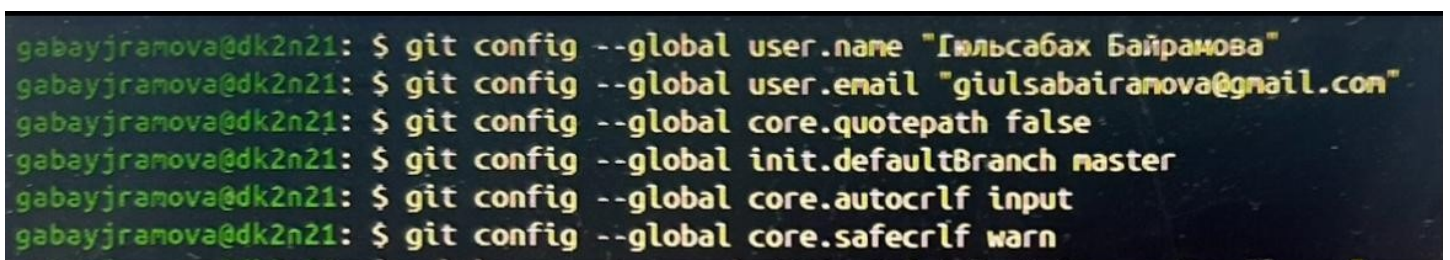 gabayjramova@dk2n21: $ git config --global user.name "Гюльсабах Байрамова"
gabayjramova@dk2n21: $ git config --global user.email "giulsabairamova@gmail.com"
gabayjramova@dk2n21: $ git config --global core.quotepath false
gabayjramova@dk2n21: $ git config --global init.defaultBranch master
gabayjramova@dk2n21: $ git config --global core.autocrlf input
gabayjramova@dk2n21: $ git config --global core.safecrlf warn